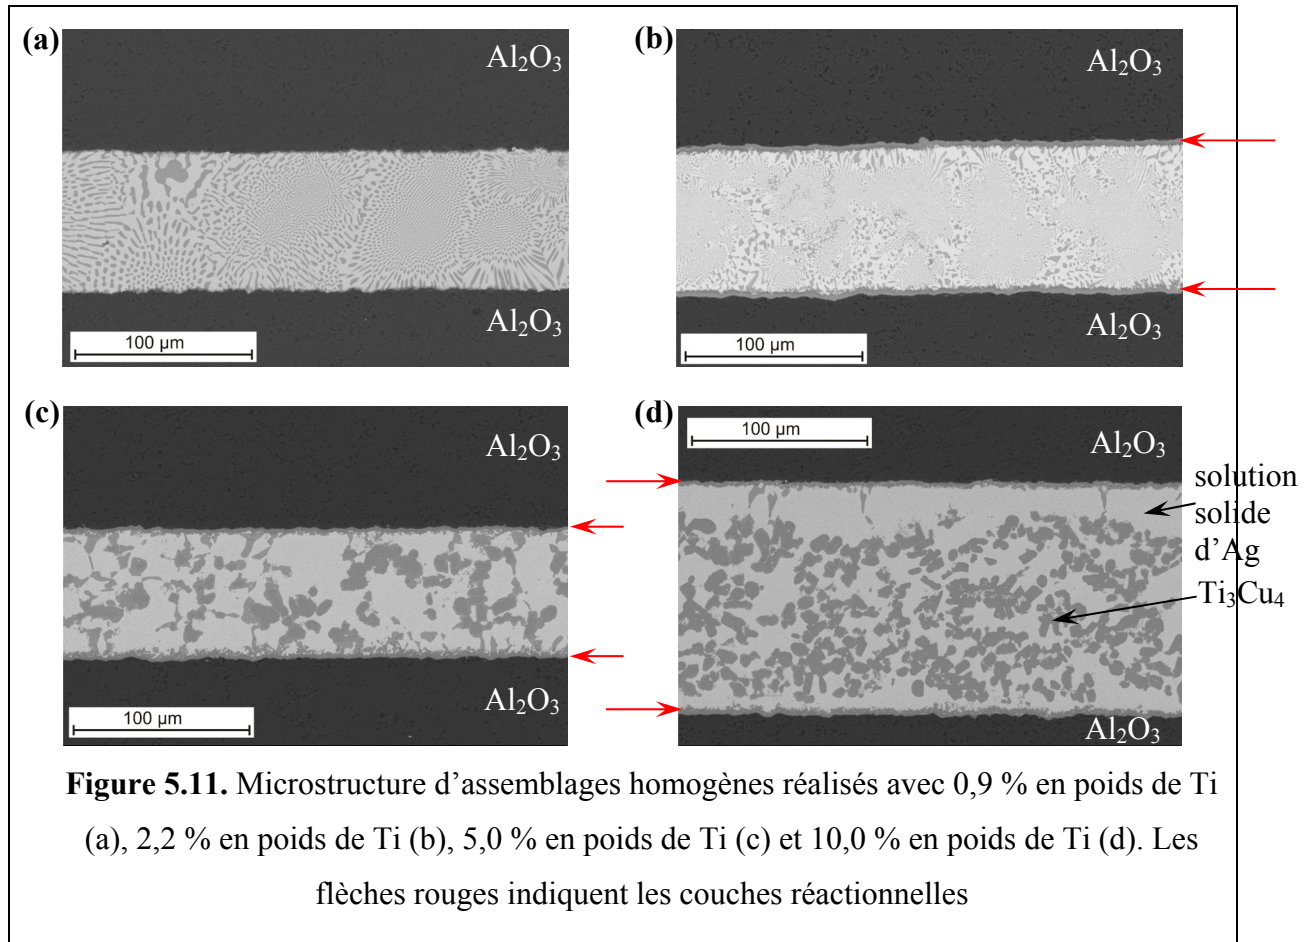 (a)
Al₂O₃
Al₂O₃
100 µm
(b)
Al₂O₃
Al₂O₃
100 µm
(c)
Al₂O₃
Al₂O₃
100 µm
(d)
100 µm
Al₂O₃
solution
solide
d’Ag
Ti₃Cu₄
Al₂O₃
Figure 5.11. Microstructure d’assemblages homogènes réalisés avec 0,9 % en poids de Ti
(a), 2,2 % en poids de Ti (b), 5,0 % en poids de Ti (c) et 10,0 % en poids de Ti (d). Les
flèches rouges indiquent les couches réactionnelles